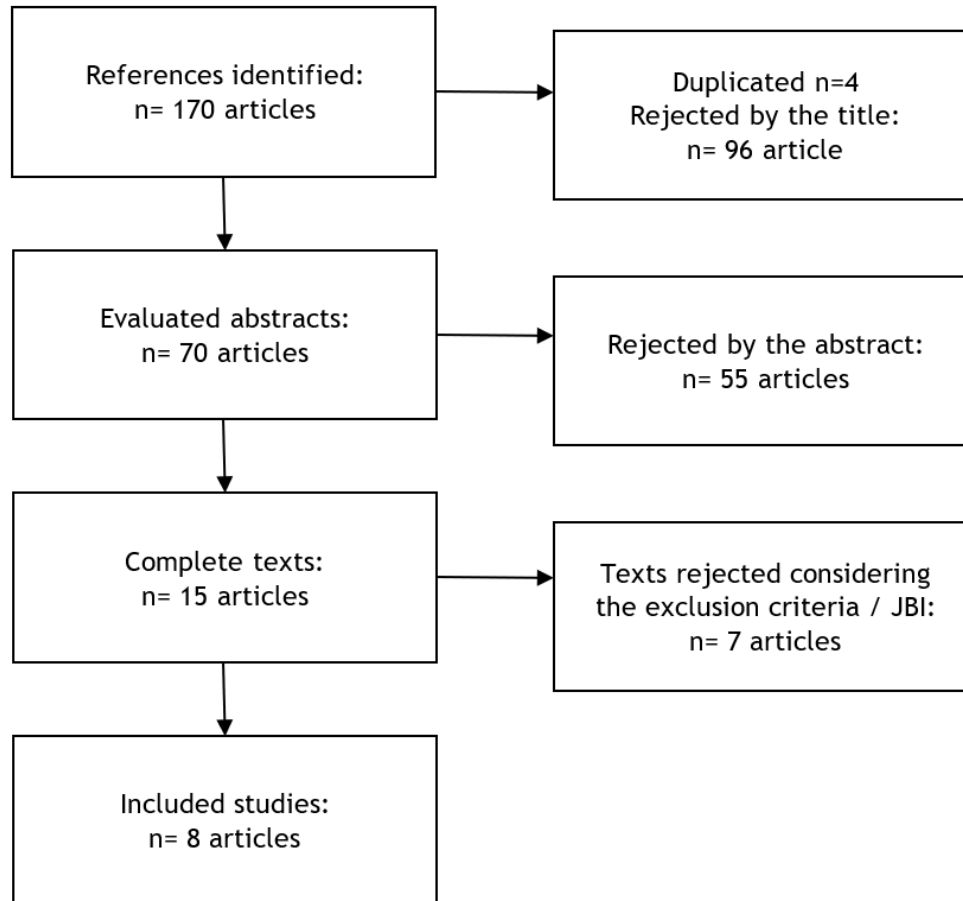 References identified:
n= 170 articles
Duplicated n=4
Rejected by the title:
n= 96 article
Evaluated abstracts:
n= 70 articles
Rejected by the abstract:
n= 55 articles
Complete texts:
n= 15 articles
Texts rejected considering
the exclusion criteria / JBI:
n= 7 articles
Included studies:
n= 8 articles